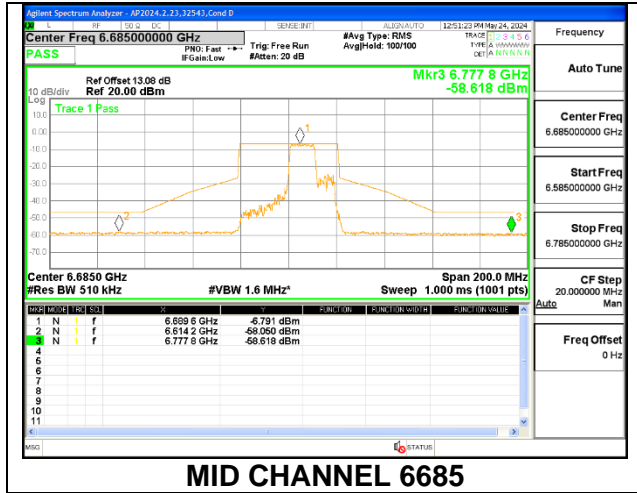 Agilent Spectrum Analyzer - AP2024.2.23,32543,Cond D
L RF 50 Ω DC SENSE:INT ALIGN AUTO 12:51:23 PM May 24, 2024
Center Freq 6.685000000 GHz #Avg Type: RMS TRACE 1 2 3 4 5 6
PASS PNO: Fast Trig: Free Run Avg|Hold: 100/100 TYPE A WWWWW
IFGain:Low #Atten: 20 dB DET A NNNNN
Frequency
Auto Tune
Center Freq
6.685000000 GHz
Start Freq
6.585000000 GHz
Stop Freq
6.785000000 GHz
CF Step
20.000000 MHz
Auto Man
Freq Offset
0 Hz
Mkr3 6.777 8 GHz
-58.618 dBm
Ref Offset 13.08 dB
10 dB/div Ref 20.00 dBm
Log
Trace 1 Pass
10.0
0.00
-10.0
-20.0
-30.0
-40.0
-50.0
-60.0
-70.0
1
2
3
Center 6.6850 GHz Span 200.0 MHz
#Res BW 510 kHz #VBW 1.6 MHz* Sweep 1.000 ms (1001 pts)
MKR MODE TRC SCL X Y FUNCTION FUNCTION WIDTH FUNCTION VALUE
1 N 1 f 6.689 6 GHz -6.791 dBm
2 N 1 f 6.614 2 GHz -58.050 dBm
3 N 1 f 6.777 8 GHz -58.618 dBm
4
5
6
7
8
9
10
11
MSG STATUS
MID CHANNEL 6685